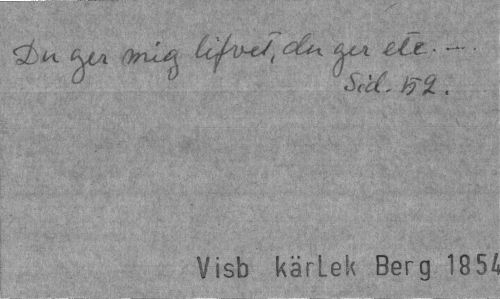 Du ger mig lifvet, du ger etc. —.
Sid. 152.
Visb kärlek Berg 1854